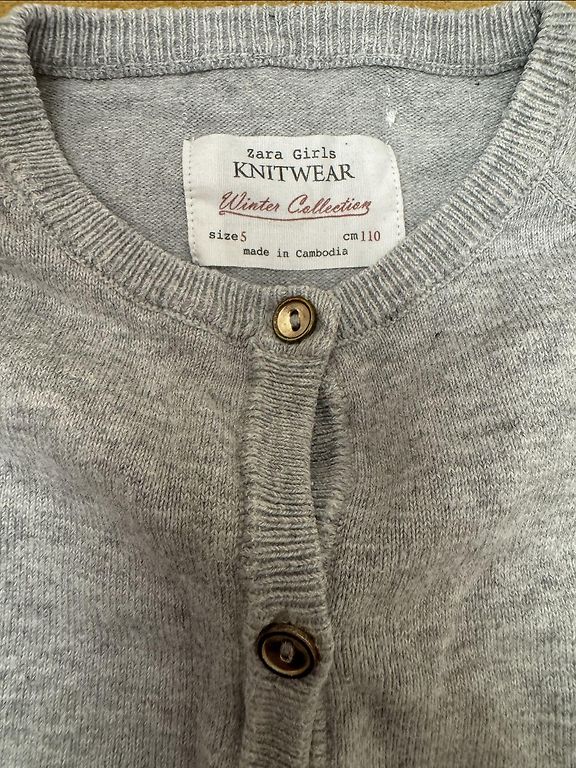 Zara Girls
KNITWEAR
Winter Collection
size 5 cm 110
made in Cambodia